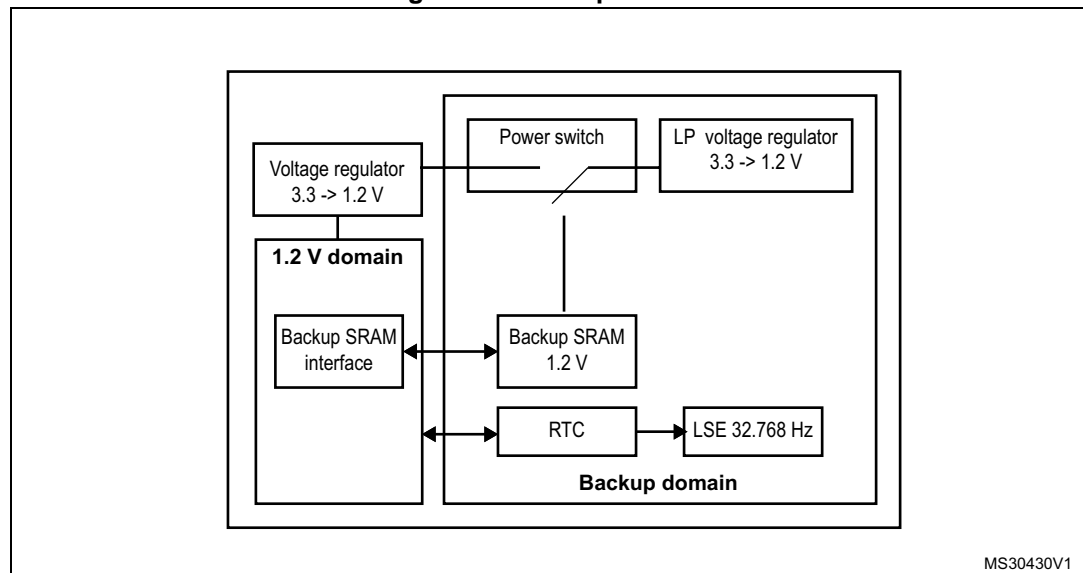 Power switch
LP voltage regulator
3.3 -> 1.2 V
Voltage regulator
3.3 -> 1.2 V
1.2 V domain
Backup SRAM
interface
Backup SRAM
1.2 V
RTC
LSE 32.768 Hz
Backup domain
MS30430V1